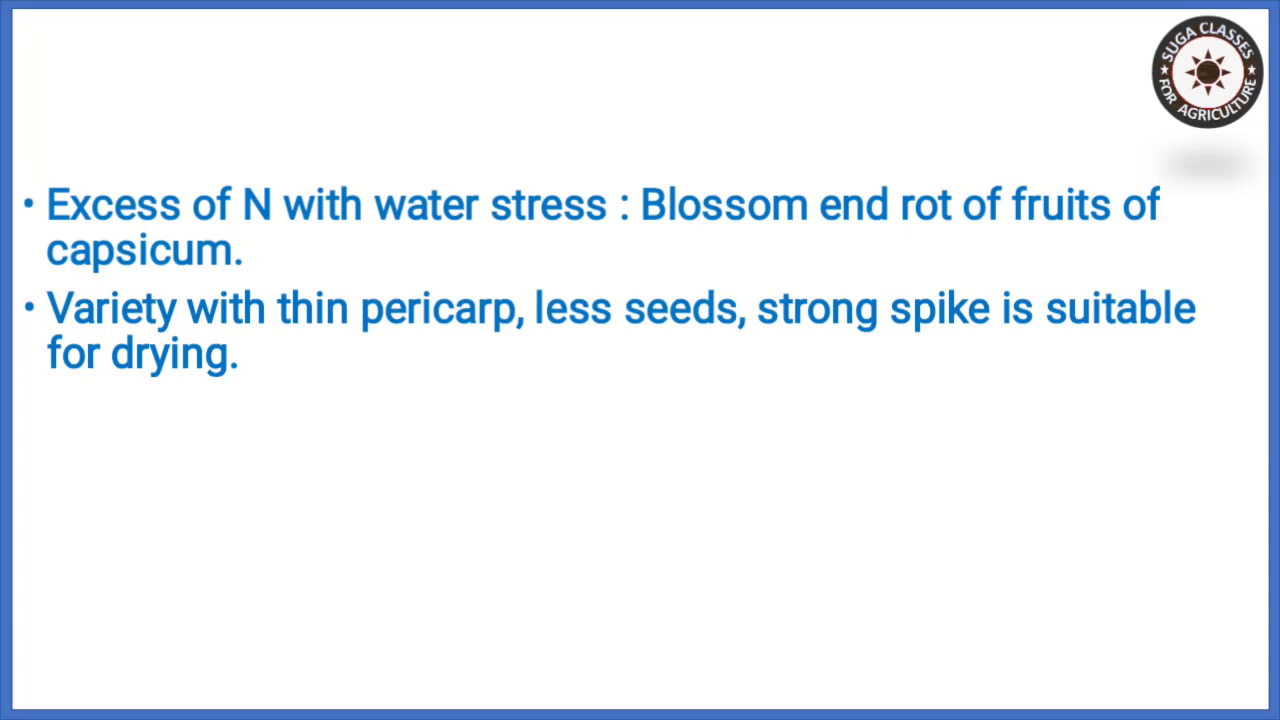 SUGA CLASSES
FOR AGRICULTURE
• Excess of N with water stress : Blossom end rot of fruits of
capsicum.
• Variety with thin pericarp, less seeds, strong spike is suitable
for drying.